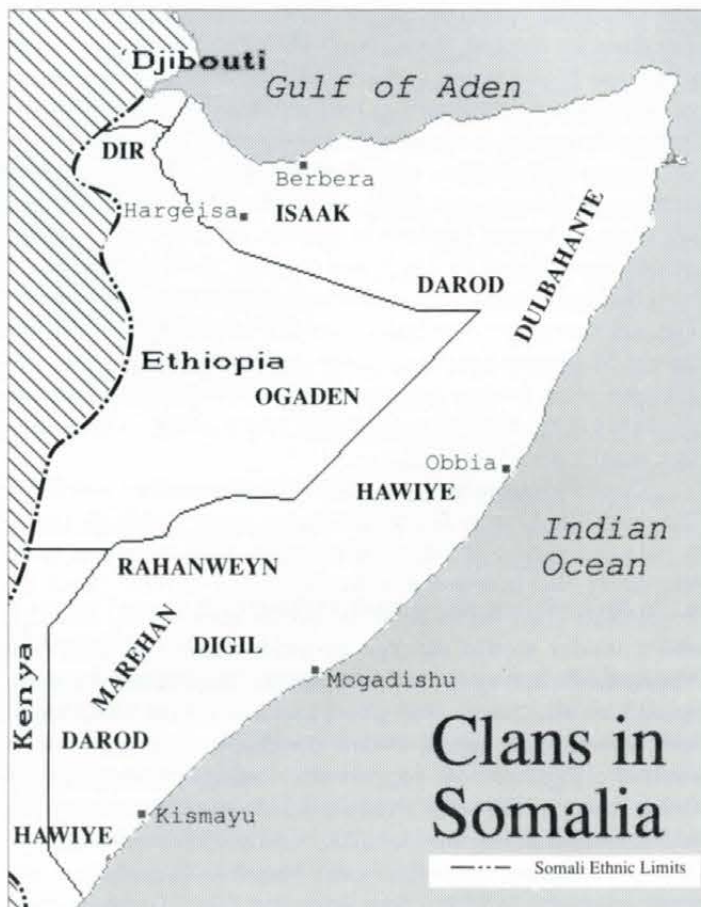 'Djibouti
Gulf of Aden
DIR
Berbera
Hargeisa
ISAAK
DAROD
DULBAHANTE
Ethiopia
OGADEN
Obbia
HAWIYE
Indian
Ocean
RAHANWEYN
MAREHAN
DIGIL
Mogadishu
Kenya
DAROD
Clans in
Somalia
Kismayu
HAWIYE
Somali Ethnic Limits